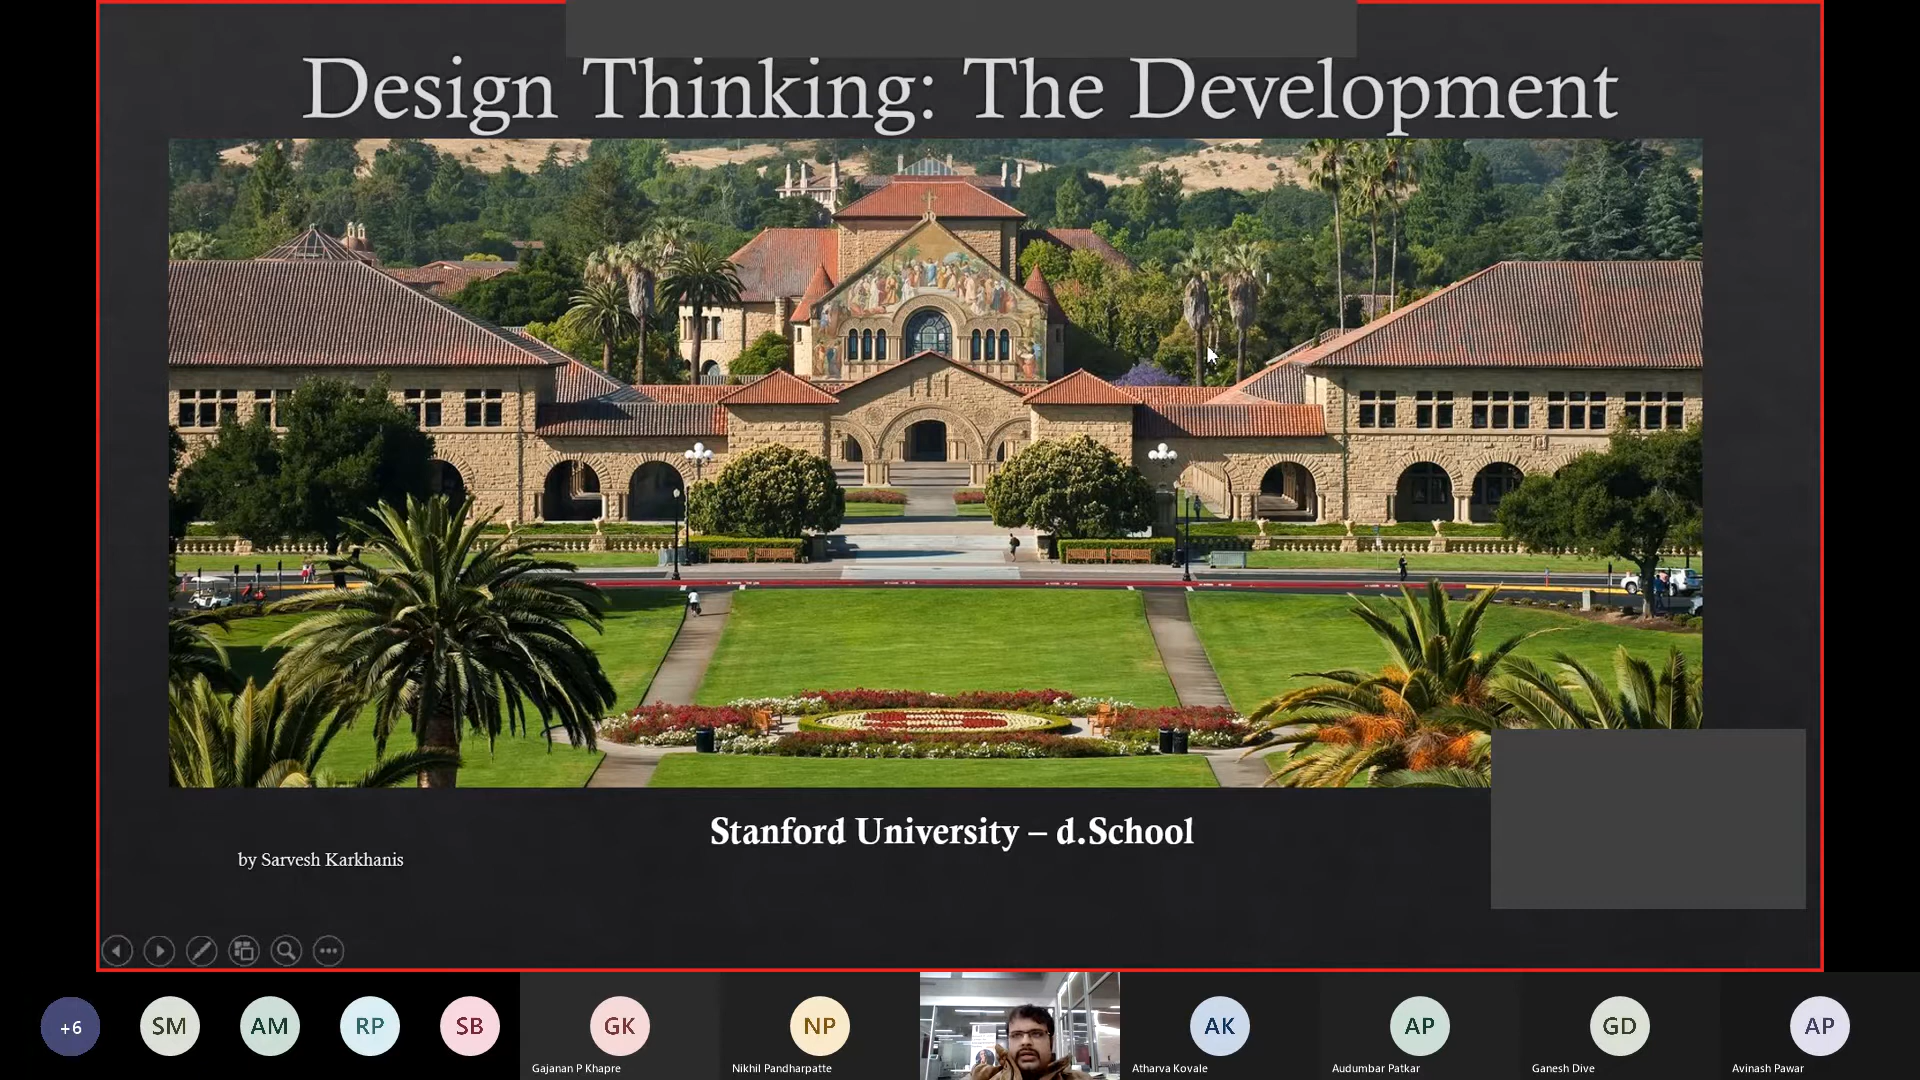 Design Thinking: The Development
Stanford University – d.School
by Sarvesh Karkhanis
+6
SM
AM
RP
SB
GK
Gajanan P Khapre
NP
Nikhil Pandharpatte
AK
Atharva Kovale
AP
Audumbar Patkar
GD
Ganesh Dive
AP
Avinash Pawar